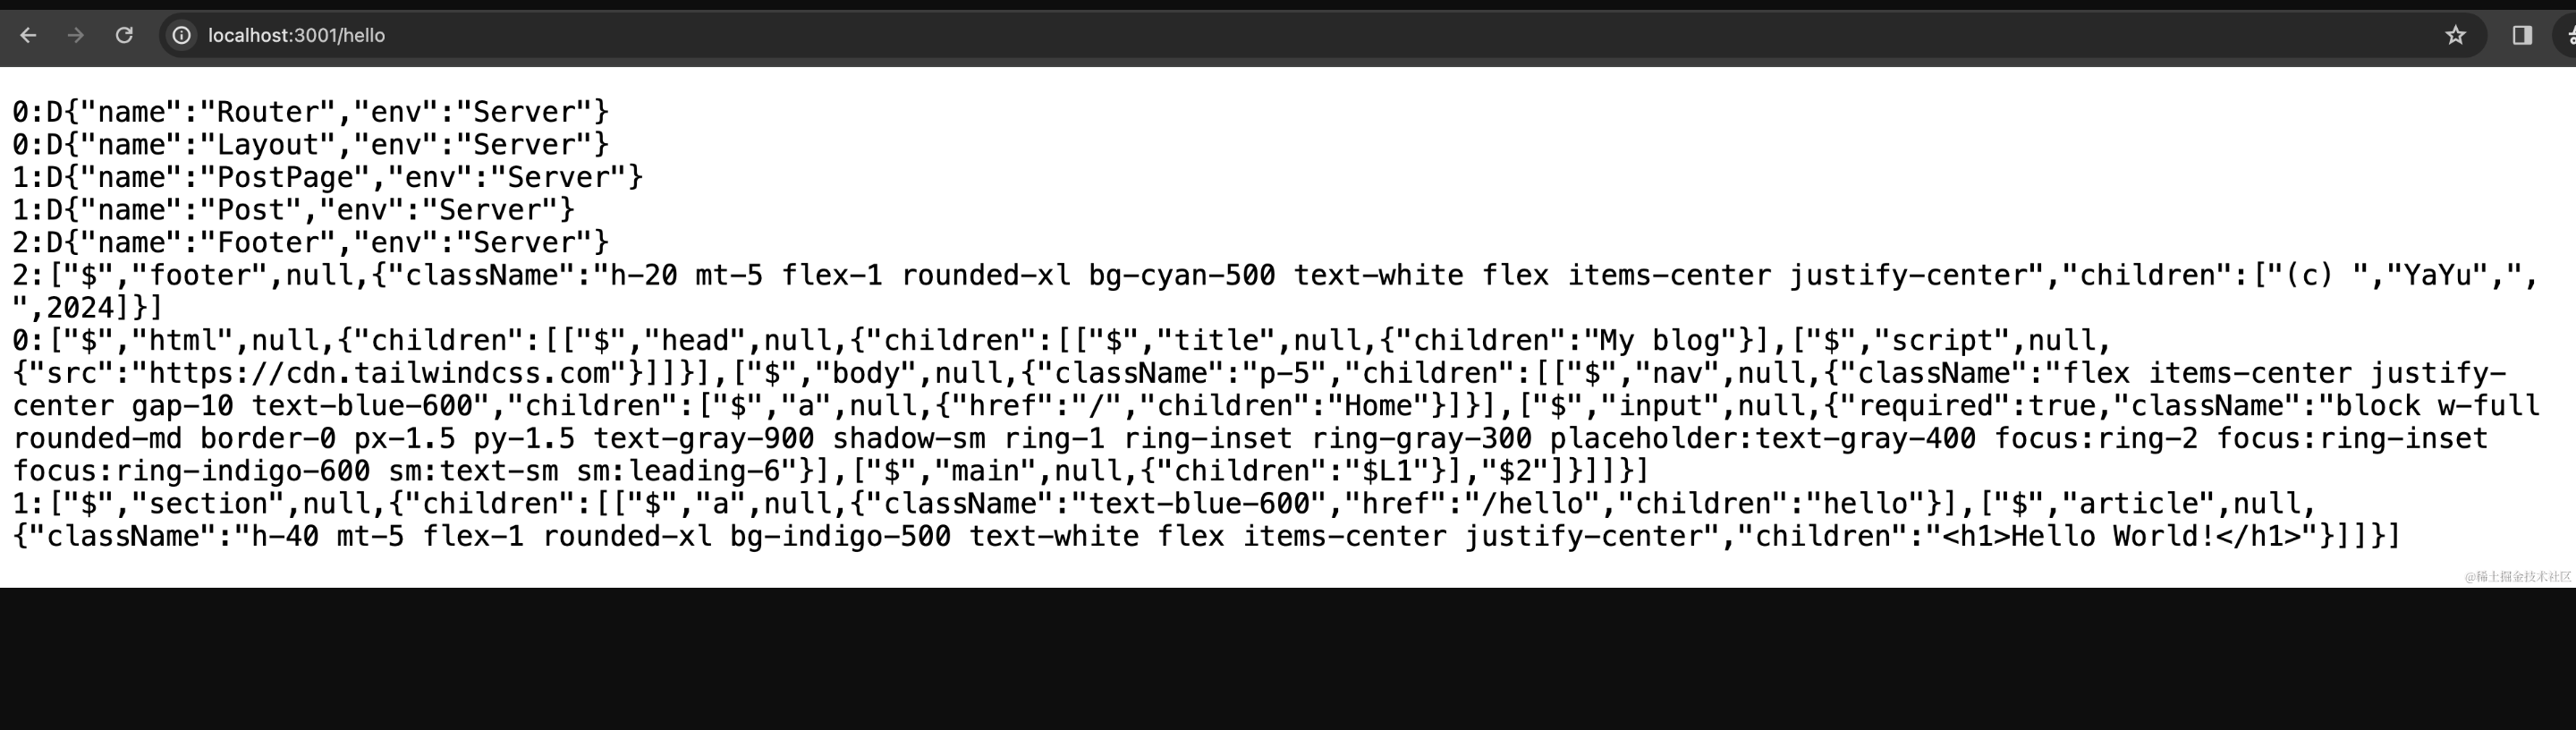 localhost:3001/hello
0:D{"name":"Router","env":"Server"}
0:D{"name":"Layout","env":"Server"}
1:D{"name":"PostPage","env":"Server"}
1:D{"name":"Post","env":"Server"}
2:D{"name":"Footer","env":"Server"}
2:["$","footer",null,{"className":"h-20 mt-5 flex-1 rounded-xl bg-cyan-500 text-white flex items-center justify-center","children":["(c) ","YaYu",",
",2024]}]
0:["$","html",null,{"children":[["$","head",null,{"children":[["$","title",null,{"children":"My blog"}],["$","script",null,
{"src":"https://cdn.tailwindcss.com"}]]}],["$","body",null,{"className":"p-5","children":[["$","nav",null,{"className":"flex items-center justify-
center gap-10 text-blue-600","children":["$","a",null,{"href":"/","children":"Home"}]}],["$","input",null,{"required":true,"className":"block w-full
rounded-md border-0 px-1.5 py-1.5 text-gray-900 shadow-sm ring-1 ring-inset ring-gray-300 placeholder:text-gray-400 focus:ring-2 focus:ring-inset
focus:ring-indigo-600 sm:text-sm sm:leading-6"}],["$","main",null,{"children":"$L1"}],"$2"]}]]}]
1:["$","section",null,{"children":[["$","a",null,{"className":"text-blue-600","href":"/hello","children":"hello"}],["$","article",null,
{"className":"h-40 mt-5 flex-1 rounded-xl bg-indigo-500 text-white flex items-center justify-center","children":"<h1>Hello World!</h1>"}]]}]
@稀土掘金技术社区